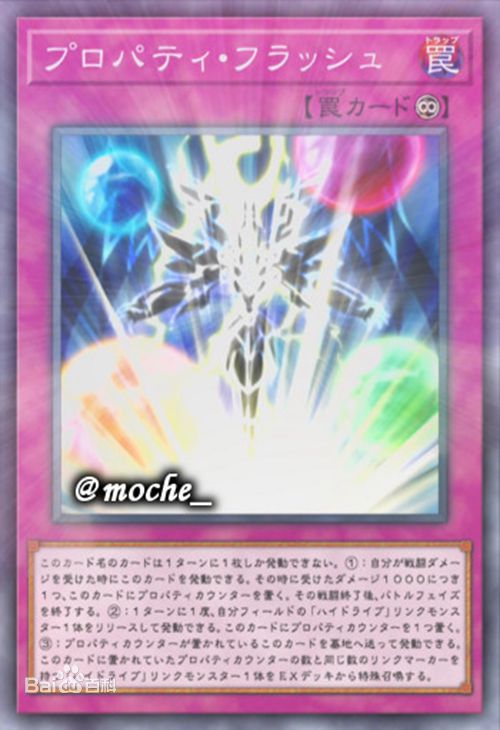 プロパティ・フラッシュ
トラップ
罠
トラップ
【罠カード】
@moche_
このカード名のカードは1ターンに1枚しか発動できない。①:自分が戦闘ダメー
ジを受けた時にこのカードを発動できる。その時に受けたダメージ1000につき
1つ、このカードにプロパティカウンターを置く。その戦闘終了後、バトルフェイズ
を終了する。②:1ターンに1度、自分フィールドの「ハイドライブ」リンクモンス
ター1体をリリースして発動できる。このカードにプロパティカウンターを1つ置く。
③:プロパティカウンターが置かれているこのカードを墓地へ送って発動できる。
このカードに置かれていたプロパティカウンターの数と同じ数のリンクマーカーを
持つ ドライブ」リンクモンスター1体をEXデッキから特殊召喚する。
Baidu百科